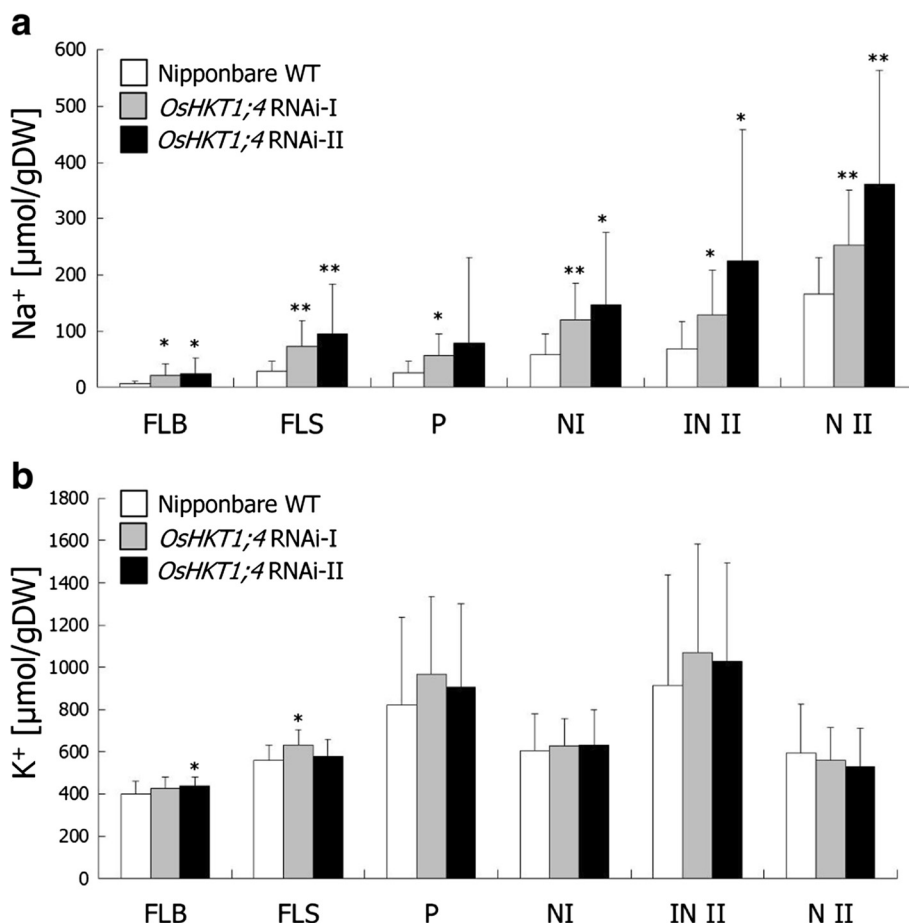 a
Na⁺ [µmol/gDW]
600
500
400
300
200
100
0
Nipponbare WT
OsHKT1;4 RNAi-I
OsHKT1;4 RNAi-II
* *
** **
*
** *
* *
** **
FLB FLS P NI IN II N II
b
K⁺ [µmol/gDW]
1800
1600
1400
1200
1000
800
600
400
200
0
Nipponbare WT
OsHKT1;4 RNAi-I
OsHKT1;4 RNAi-II
*
*
FLB FLS P NI IN II N II